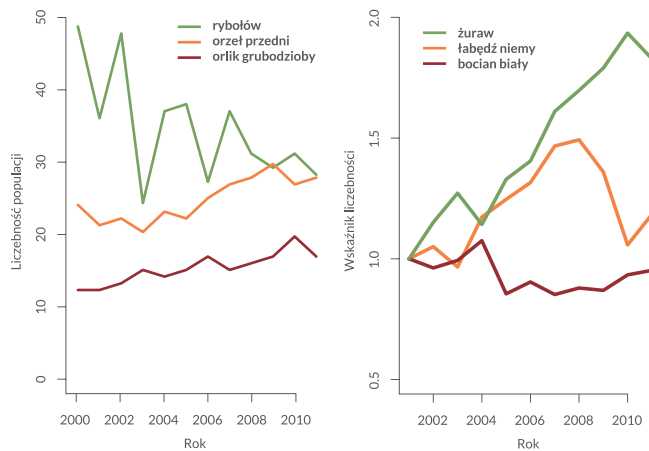 rybołów
orzeł przedni
orlik grubodzioby
50
40
30
20
10
0
Liczebność populacji
2000
2002
2004
2006
2008
2010
Rok
żuraw
łabędź niemy
bocian biały
2.0
1.5
1.0
0.5
Wskaźnik liczebności
2002
2004
2006
2008
2010
Rok